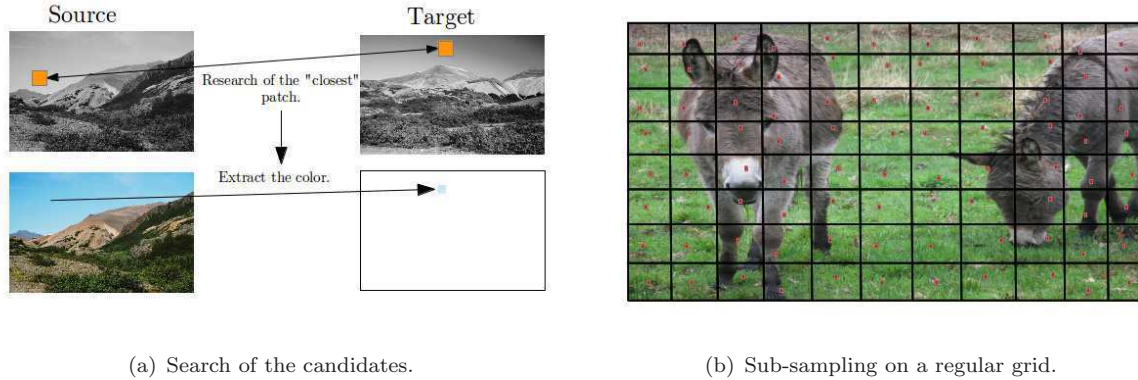 Source
Target
Research of the "closest"
patch.
Extract the color.
(a) Search of the candidates.
(b) Sub-sampling on a regular grid.